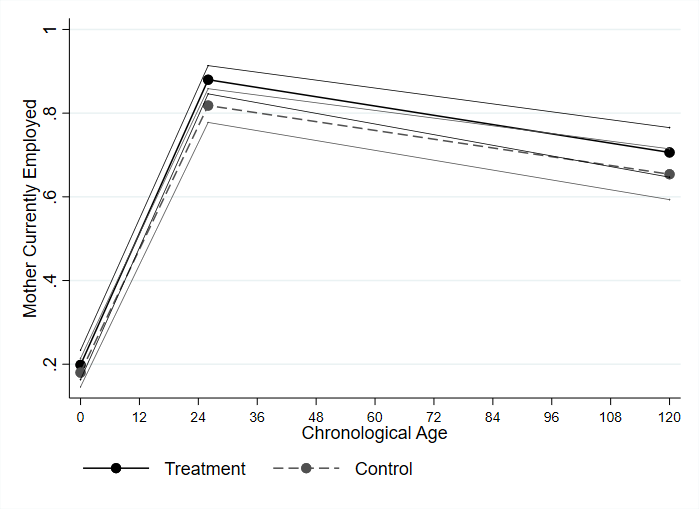 1
.8
.6
.4
.2
Mother Currently Employed
0 12 24 36 48 60 72 84 96 108 120
Chronological Age
Treatment Control